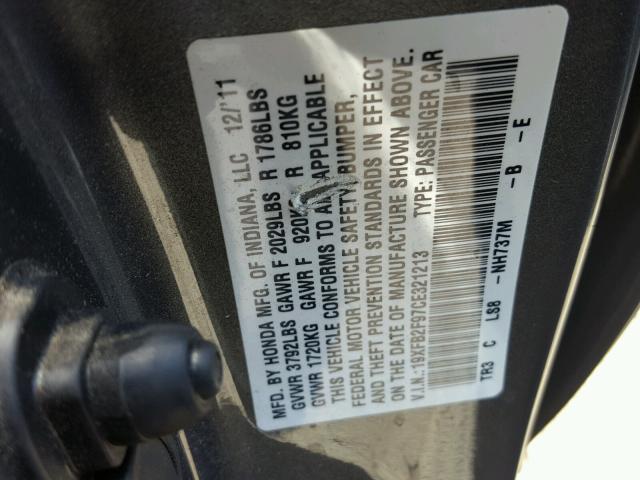 MFD. BY HONDA MFG. OF INDIANA, LLC 12/'11
GVWR 3792LBS GAWR F 2029LBS R 1786LBS
GVWR 1720KG GAWR F 920KG R 810KG
THIS VEHICLE CONFORMS TO ALL APPLICABLE
FEDERAL MOTOR VEHICLE SAFETY, BUMPER,
AND THEFT PREVENTION STANDARDS IN EFFECT
ON THE DATE OF MANUFACTURE SHOWN ABOVE.
V.I.N.:19XFB2F97CE321213 TYPE: PASSENGER CAR
TR3 C LS8 -NH737M -B -E